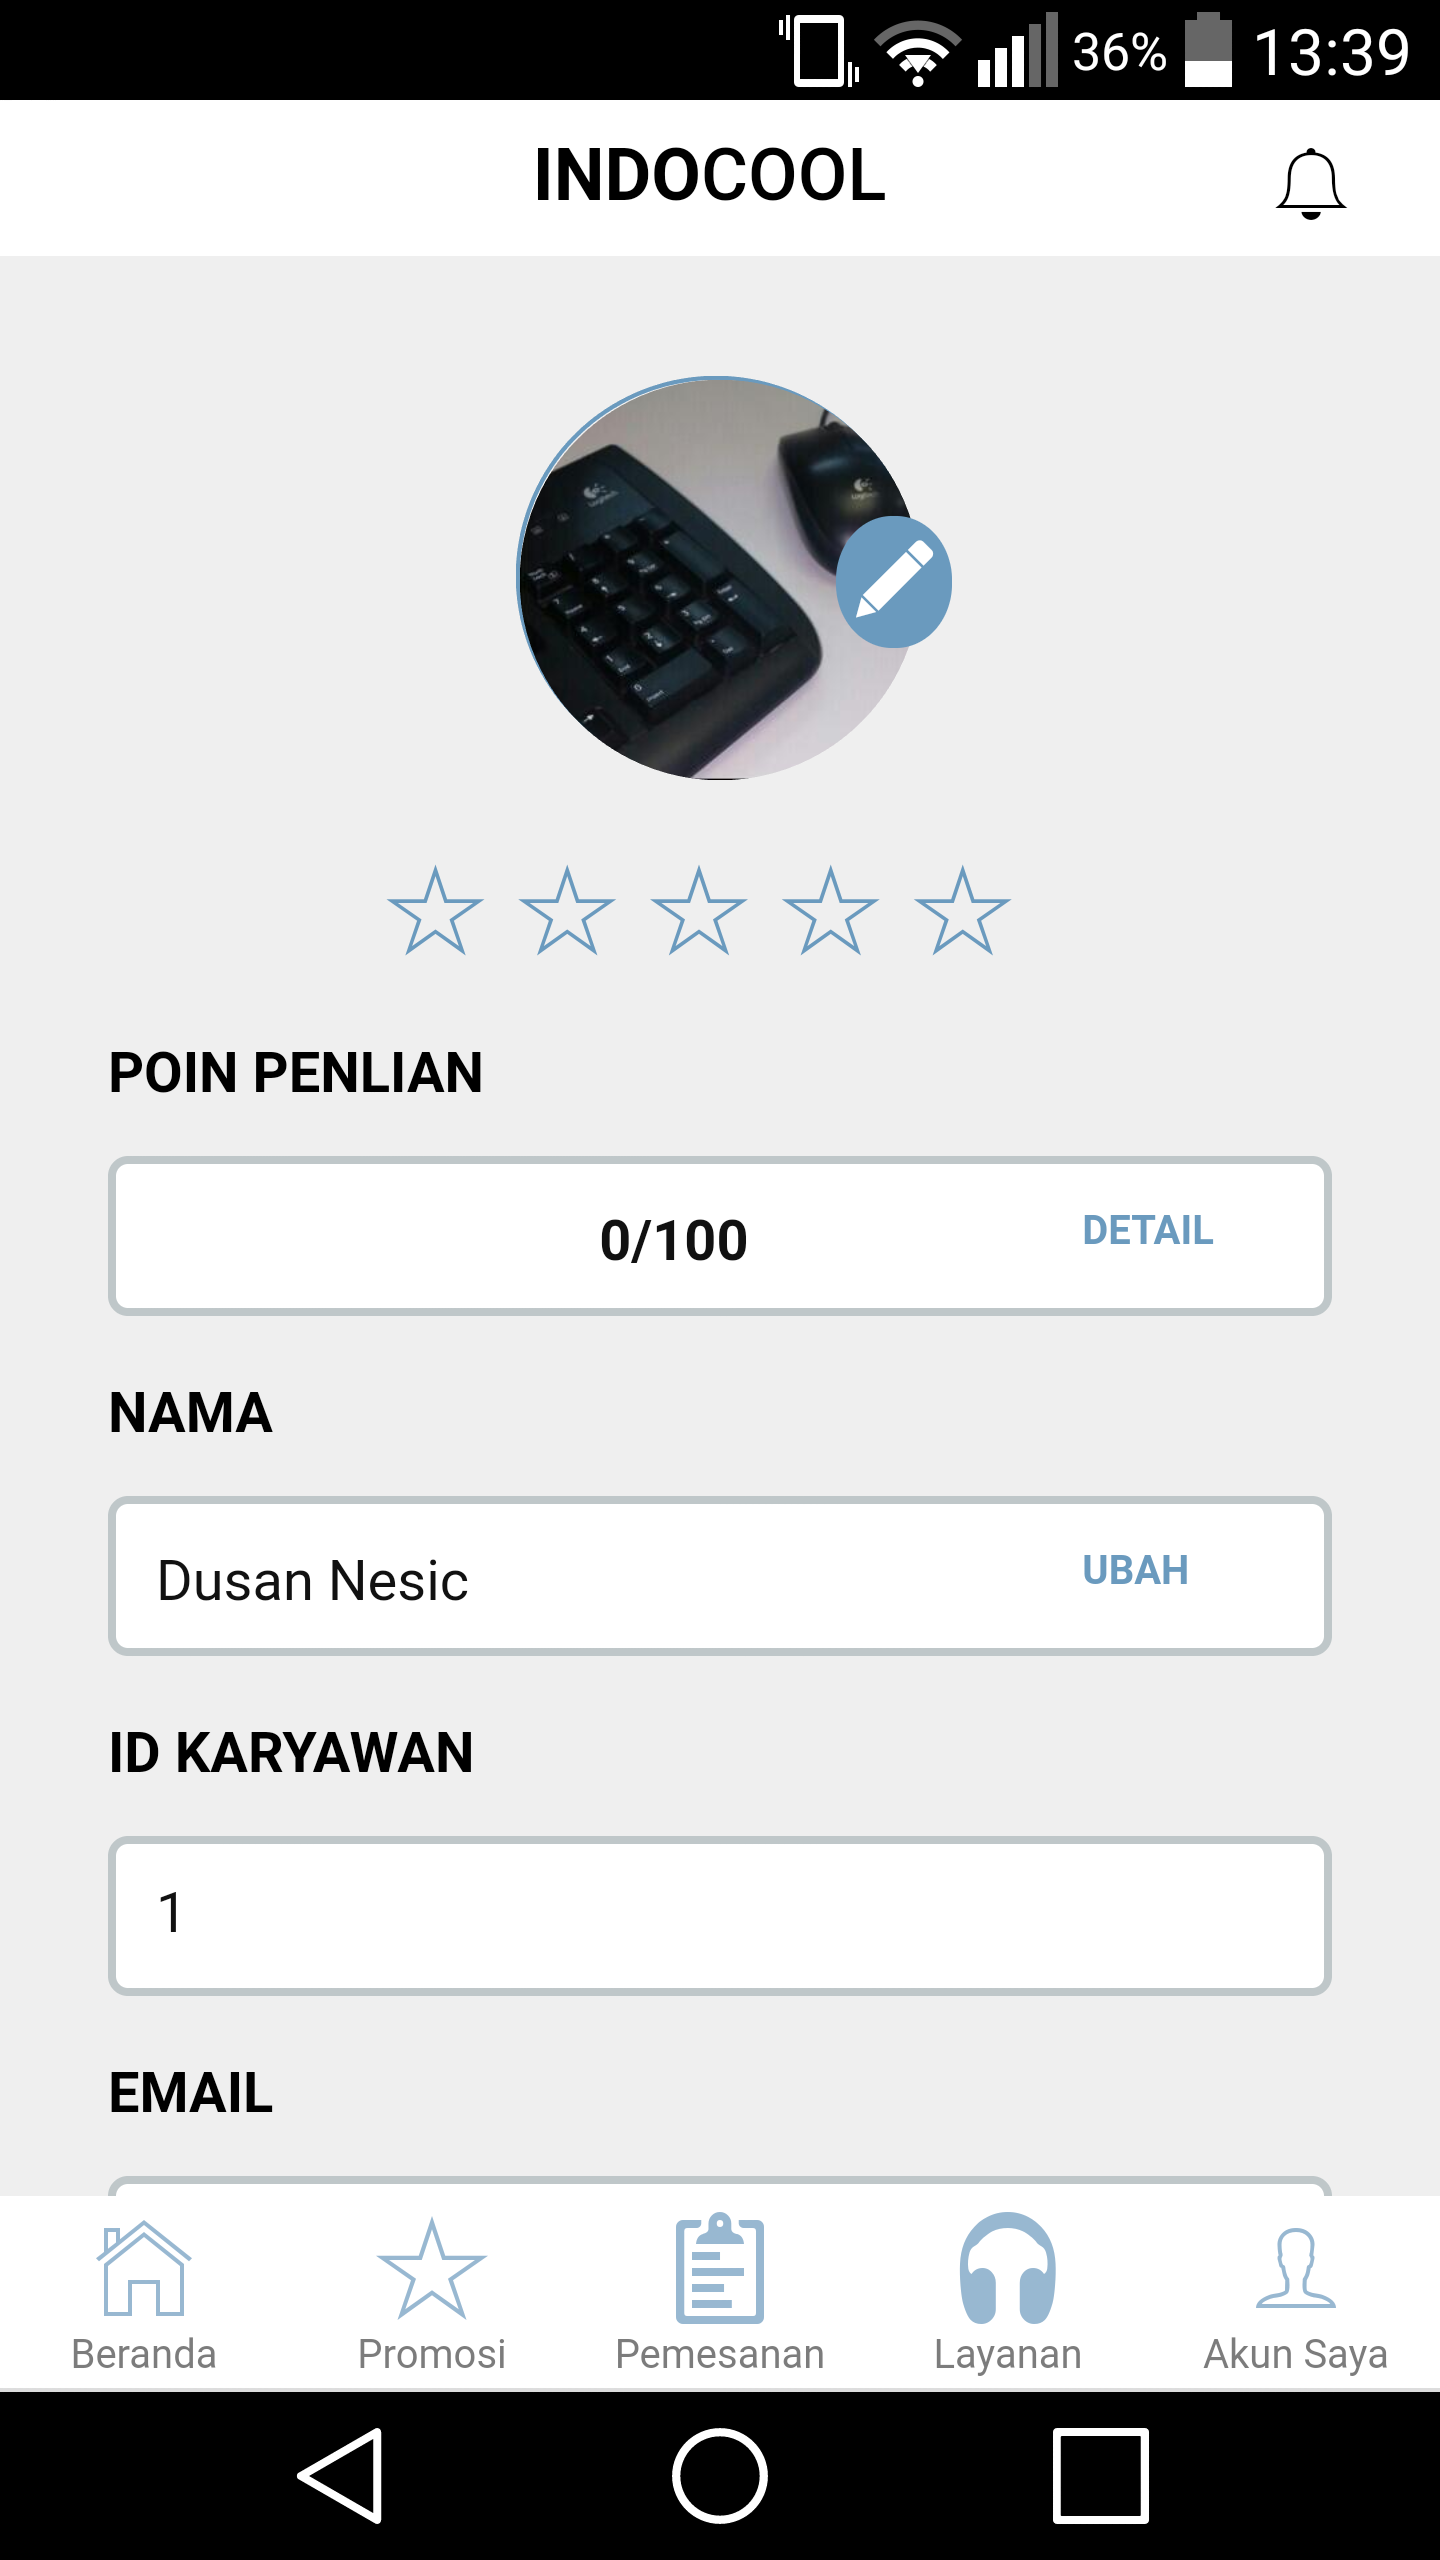 36% 13:39
INDOCOOL
POIN PENLIAN
0/100 DETAIL
NAMA
Dusan Nesic UBAH
ID KARYAWAN
1
EMAIL
Beranda Promosi Pemesanan Layanan Akun Saya